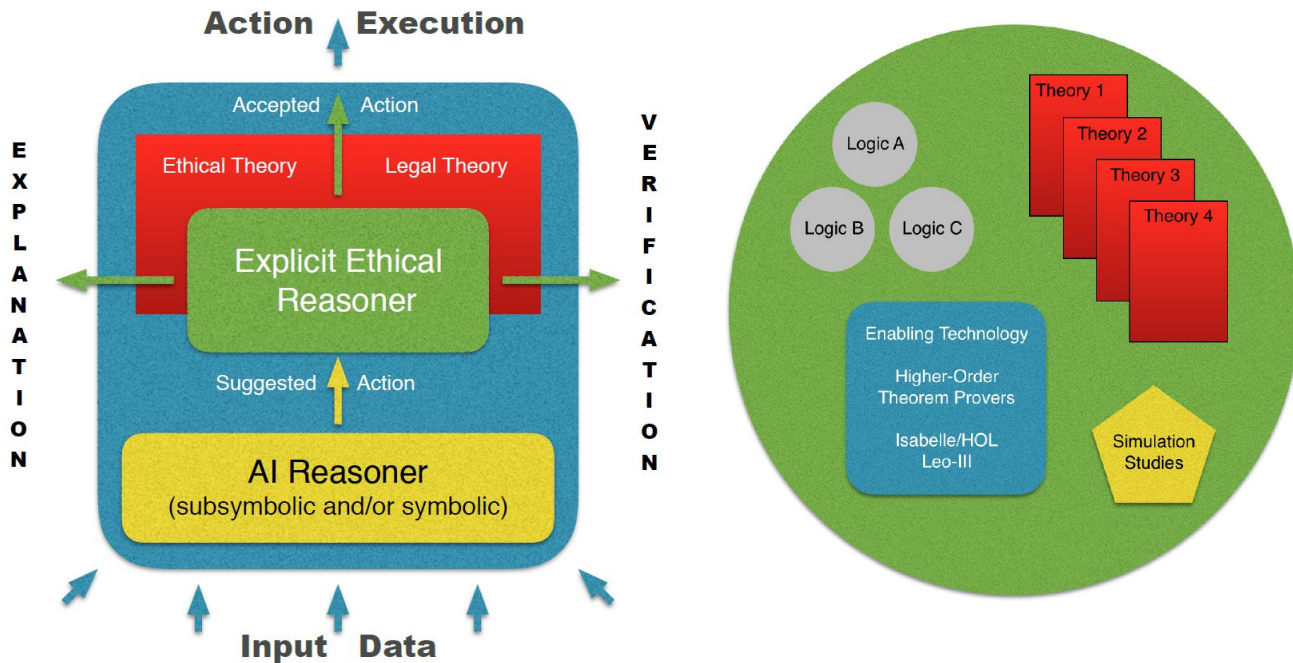 Action Execution
Accepted Action
Ethical Theory
Legal Theory
Explicit Ethical
Reasoner
EXPLANATION
VERIFICATION
Suggested Action
AI Reasoner
(subsymbolic and/or symbolic)
Input Data
Logic A
Logic B
Logic C
Theory 1
Theory 2
Theory 3
Theory 4
Enabling Technology
Higher-Order
Theorem Provers
Isabelle/HOL
Leo-III
Simulation
Studies